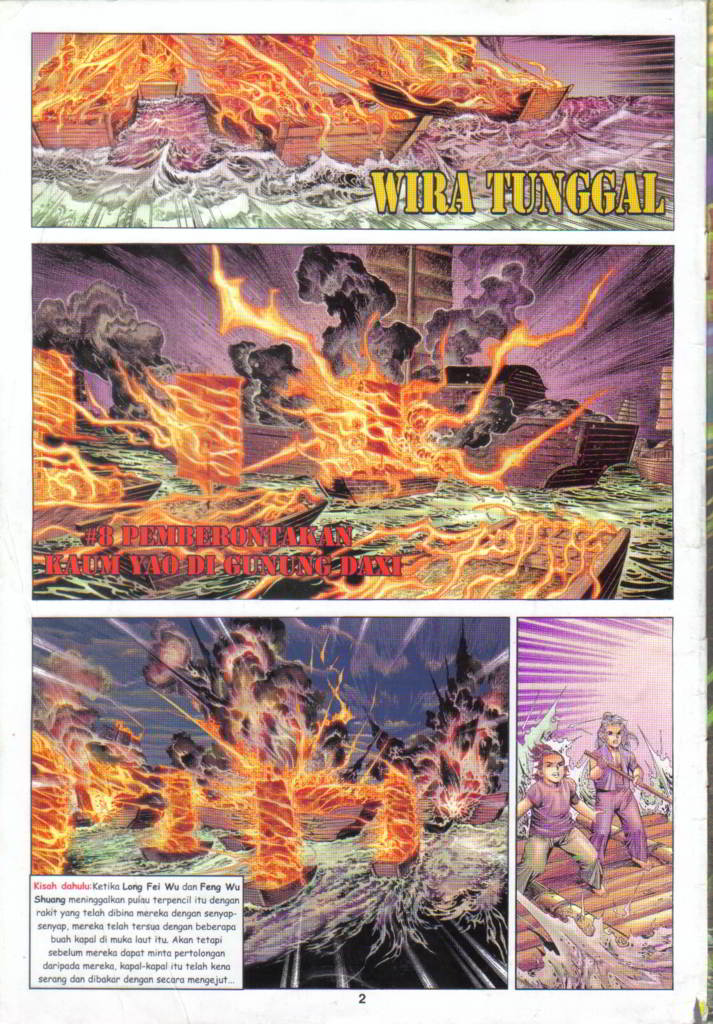 WIRA TUNGGAL
#8 PEMBERONTAKAN
KAUM YAO DI GUNUNG DAXI
Kisah dahulu:Ketika Long Fei Wu dan Feng Wu
Shuang meninggalkan pulau terpencil itu dengan
rakit yang telah dibina mereka dengan senyap-
senyap, mereka telah tersua dengan beberapa
buah kapal di muka laut itu. Akan tetapi
sebelum mereka dapat minta pertolongan
daripada mereka, kapal-kapal itu telah kena
serang dan dibakar dengan secara mengejut...
2